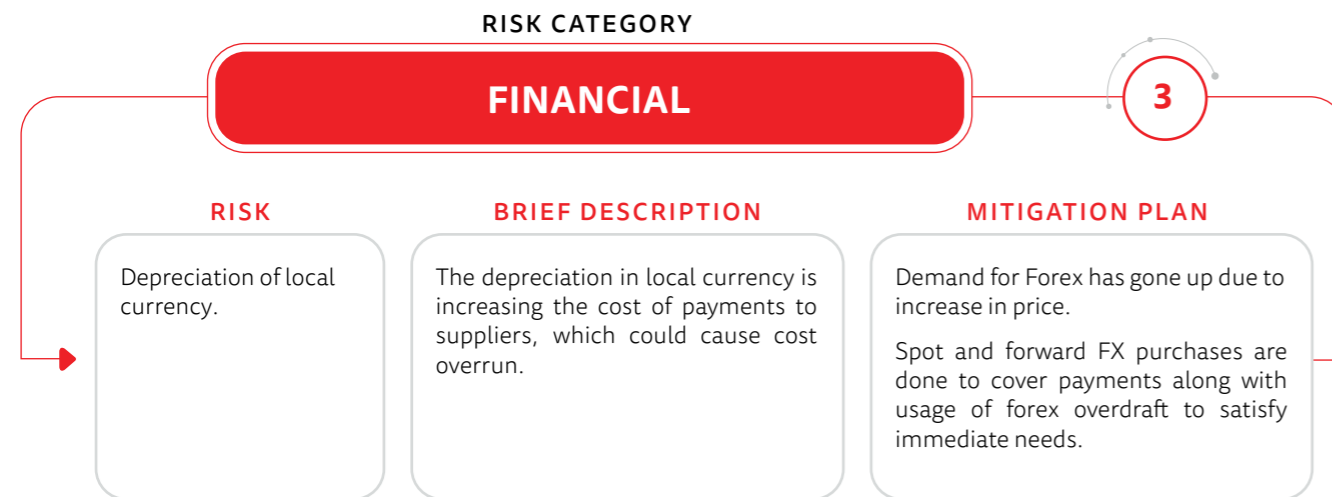 RISK CATEGORY
FINANCIAL
3
RISK
Depreciation of local
currency.
BRIEF DESCRIPTION
The depreciation in local currency is
increasing the cost of payments to
suppliers, which could cause cost
overrun.
MITIGATION PLAN
Demand for Forex has gone up due to
increase in price.
Spot and forward FX purchases are
done to cover payments along with
usage of forex overdraft to satisfy
immediate needs.